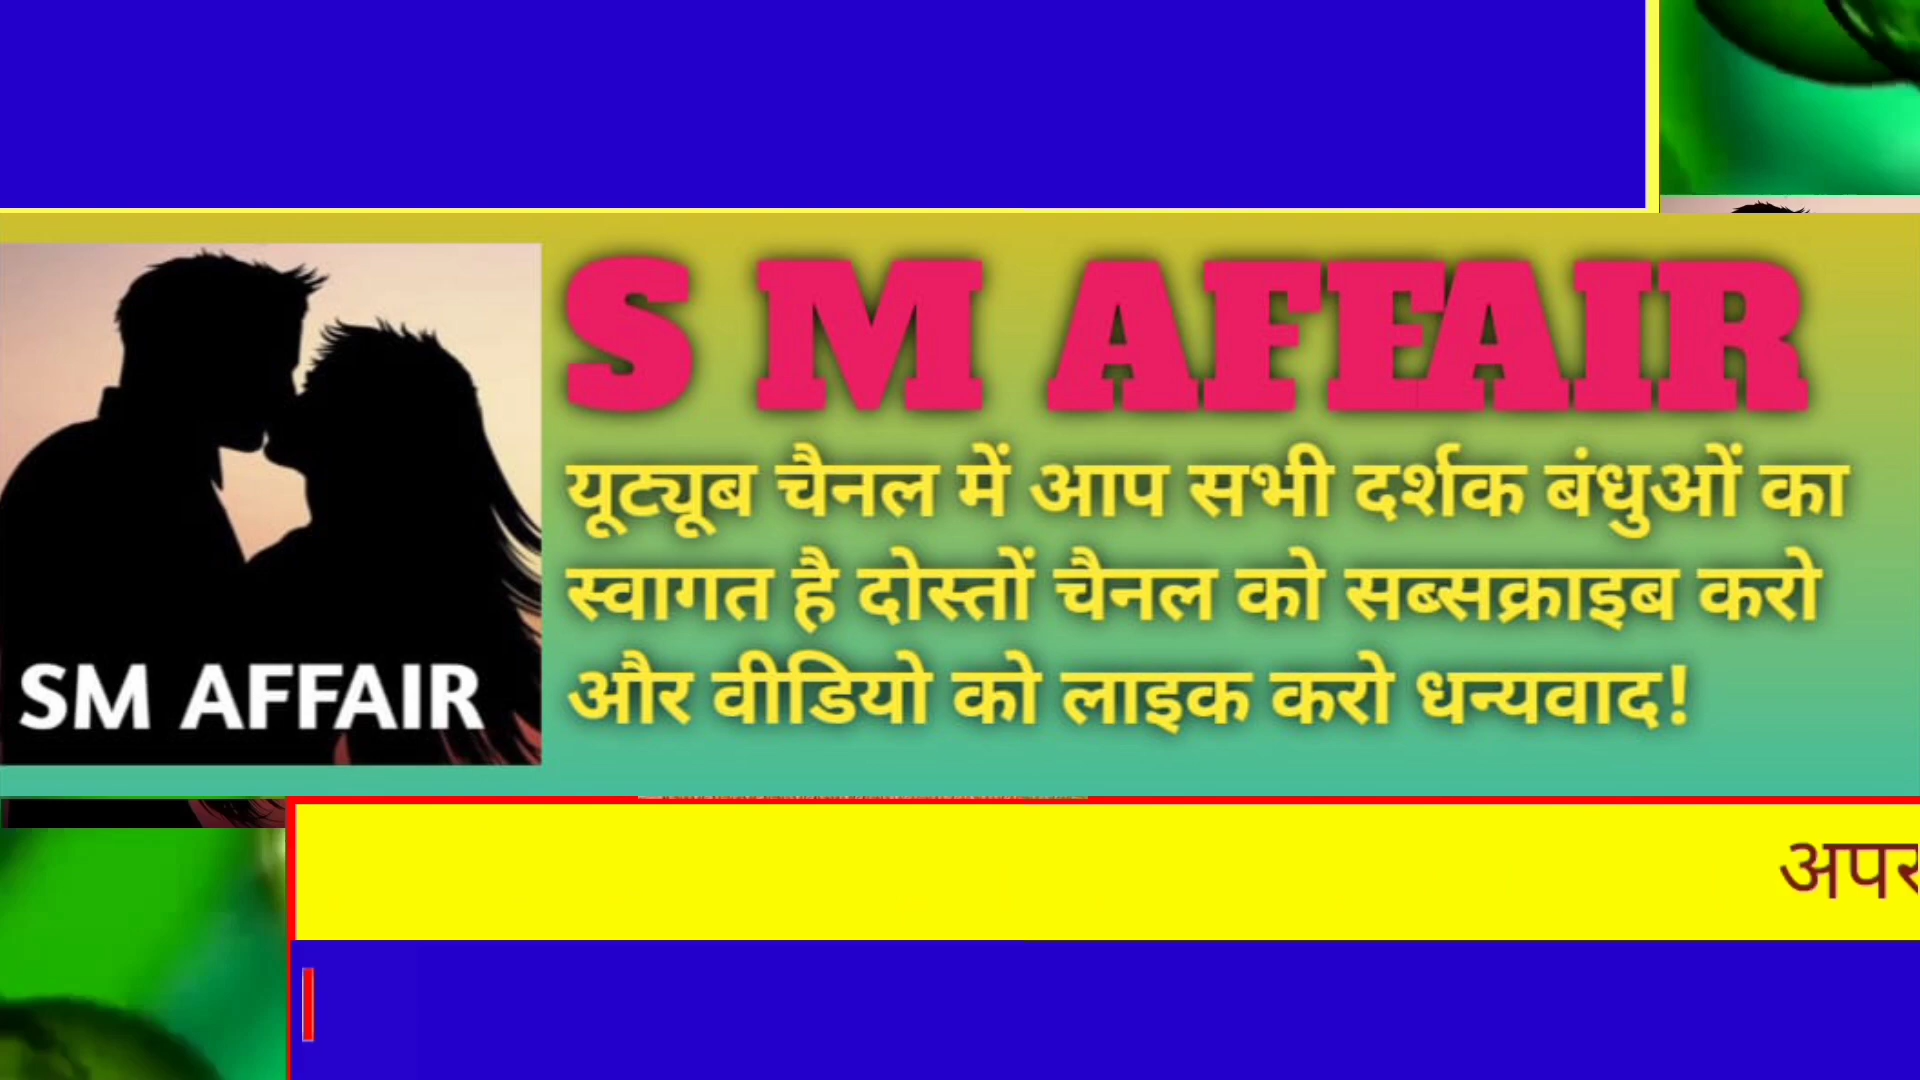 S M AFFAIR
यूट्यूब चैनल में आप सभी दर्शक बंधुओं का
स्वागत है दोस्तों चैनल को सब्सक्राइब करो
और वीडियो को लाइक करो धन्यवाद!
SM AFFAIR